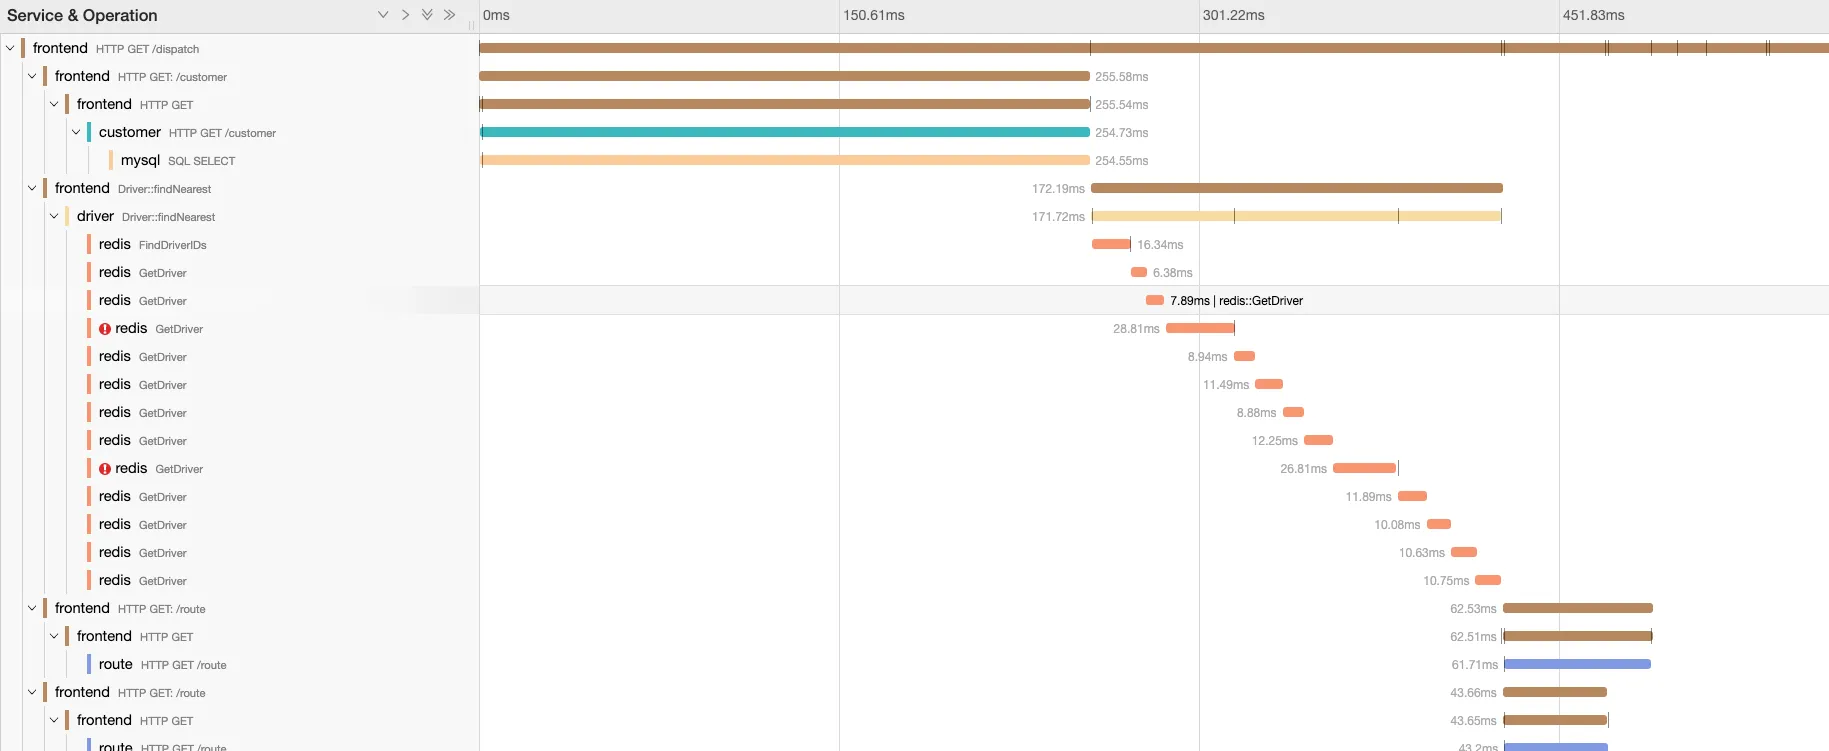 Service & Operation 0ms 150.61ms 301.22ms 451.83ms
frontend HTTP GET /dispatch
frontend HTTP GET: /customer 255.58ms
frontend HTTP GET 255.54ms
customer HTTP GET /customer 254.73ms
mysql SQL SELECT 254.55ms
frontend Driver::findNearest 172.19ms
driver Driver::findNearest 171.72ms
redis FindDriverIDs 16.34ms
redis GetDriver 6.38ms
redis GetDriver 7.89ms | redis::GetDriver
redis GetDriver 28.81ms
redis GetDriver 8.94ms
redis GetDriver 11.49ms
redis GetDriver 8.88ms
redis GetDriver 12.25ms
redis GetDriver 26.81ms
redis GetDriver 11.89ms
redis GetDriver 10.08ms
redis GetDriver 10.63ms
redis GetDriver 10.75ms
frontend HTTP GET: /route 62.53ms
frontend HTTP GET 62.51ms
route HTTP GET /route 61.71ms
frontend HTTP GET: /route 43.66ms
frontend HTTP GET 43.65ms
route HTTP GET /route 43.2ms